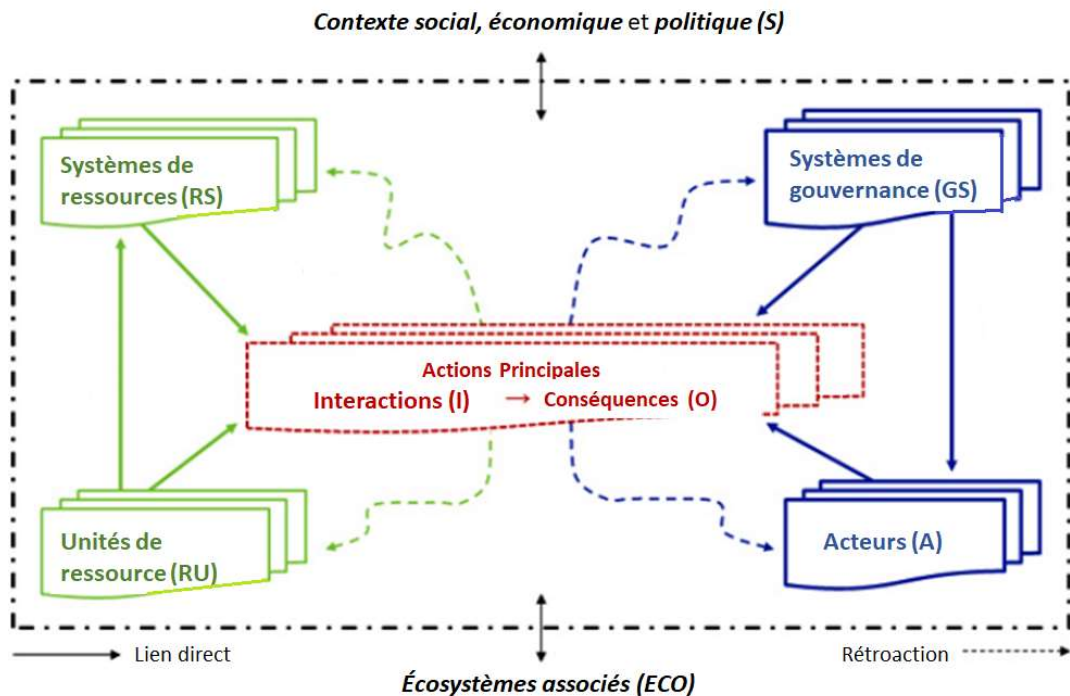 Contexte social, économique et politique (S)
Systèmes de
ressources (RS)
Systèmes de
gouvernance (GS)
Actions Principales
Interactions (I) → Conséquences (O)
Unités de
ressource (RU)
Acteurs (A)
Lien direct
Rétroaction
Écosystèmes associés (ECO)